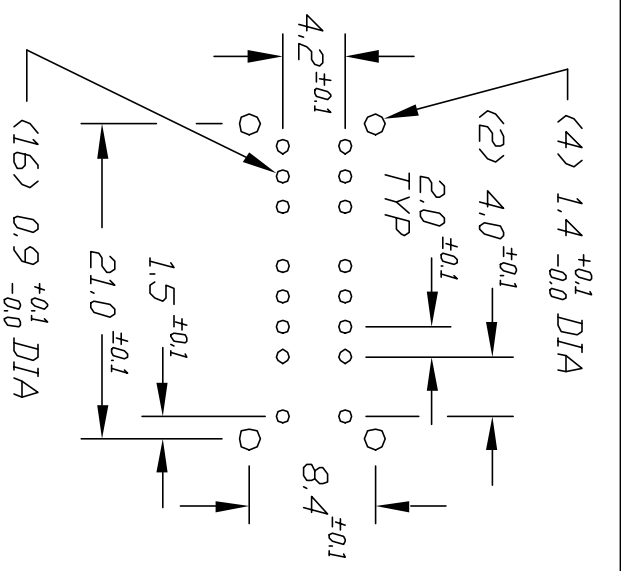 (4) 1.4 +0.1 -0.0 DIA
(2) 4.0 ±0.1
2.0 ±0.1
TYP
4.2 ±0.1
8.4 ±0.1
1.5 ±0.1
21.0 ±0.1
(16) 0.9 +0.1 -0.0 DIA